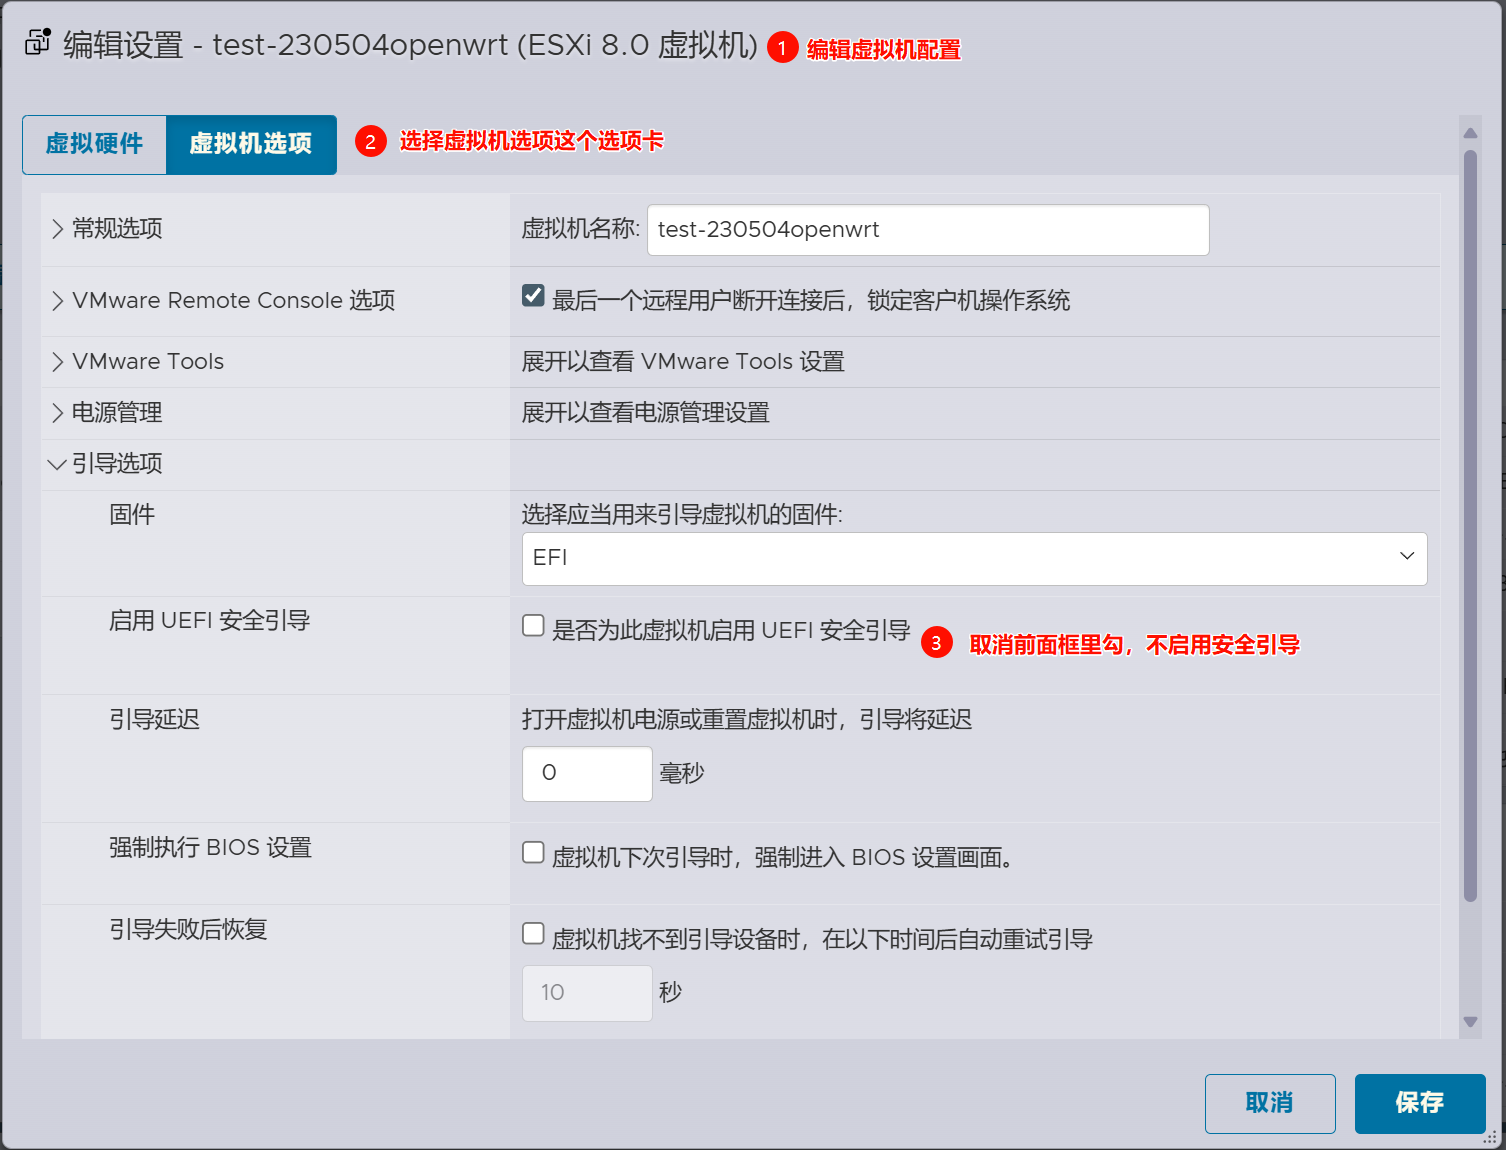 编辑设置 - test-230504openwrt (ESXi 8.0 虚拟机) 1 编辑虚拟机配置
虚拟硬件 虚拟机选项 2 选择虚拟机选项这个选项卡
常规选项 虚拟机名称: test-230504openwrt
VMware Remote Console 选项 最后一个远程用户断开连接后，锁定客户机操作系统
VMware Tools 展开以查看 VMware Tools 设置
电源管理 展开以查看电源管理设置
引导选项
固件 选择应当用来引导虚拟机的固件:
EFI
启用 UEFI 安全引导 是否为此虚拟机启用 UEFI 安全引导 3 取消前面框里勾，不启用安全引导
引导延迟 打开虚拟机电源或重置虚拟机时，引导将延迟
0 毫秒
强制执行 BIOS 设置 虚拟机下次引导时，强制进入 BIOS 设置画面。
引导失败后恢复 虚拟机找不到引导设备时，在以下时间后自动重试引导
10 秒
取消 保存